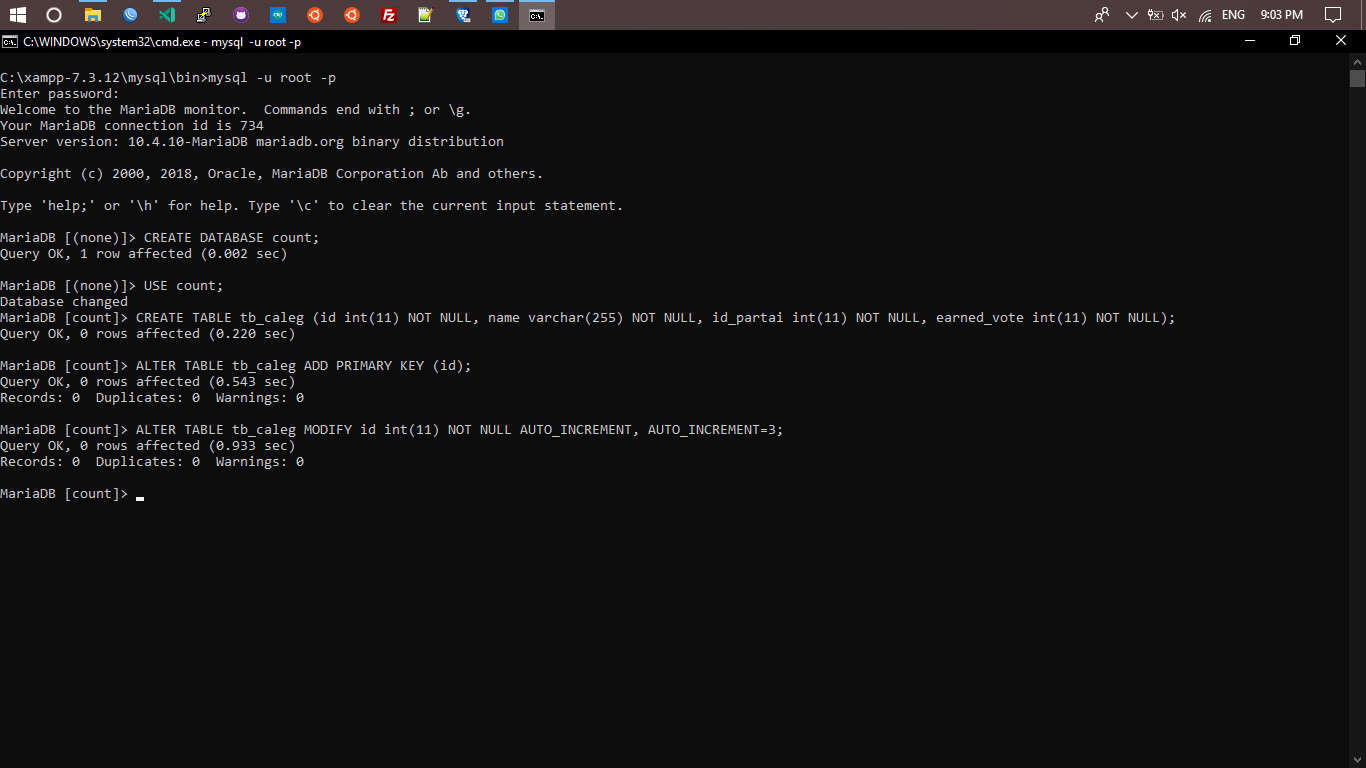 ENG 9:03 PM
C:\WINDOWS\system32\cmd.exe - mysql  -u root -p
C:\xampp-7.3.12\mysql\bin>mysql -u root -p
Enter password:
Welcome to the MariaDB monitor.  Commands end with ; or \g.
Your MariaDB connection id is 734
Server version: 10.4.10-MariaDB mariadb.org binary distribution
Copyright (c) 2000, 2018, Oracle, MariaDB Corporation Ab and others.
Type 'help;' or '\h' for help. Type '\c' to clear the current input statement.
MariaDB [(none)]> CREATE DATABASE count;
Query OK, 1 row affected (0.002 sec)
MariaDB [(none)]> USE count;
Database changed
MariaDB [count]> CREATE TABLE tb_caleg (id int(11) NOT NULL, name varchar(255) NOT NULL, id_partai int(11) NOT NULL, earned_vote int(11) NOT NULL);
Query OK, 0 rows affected (0.220 sec)
MariaDB [count]> ALTER TABLE tb_caleg ADD PRIMARY KEY (id);
Query OK, 0 rows affected (0.543 sec)
Records: 0  Duplicates: 0  Warnings: 0
MariaDB [count]> ALTER TABLE tb_caleg MODIFY id int(11) NOT NULL AUTO_INCREMENT, AUTO_INCREMENT=3;
Query OK, 0 rows affected (0.933 sec)
Records: 0  Duplicates: 0  Warnings: 0
MariaDB [count]>